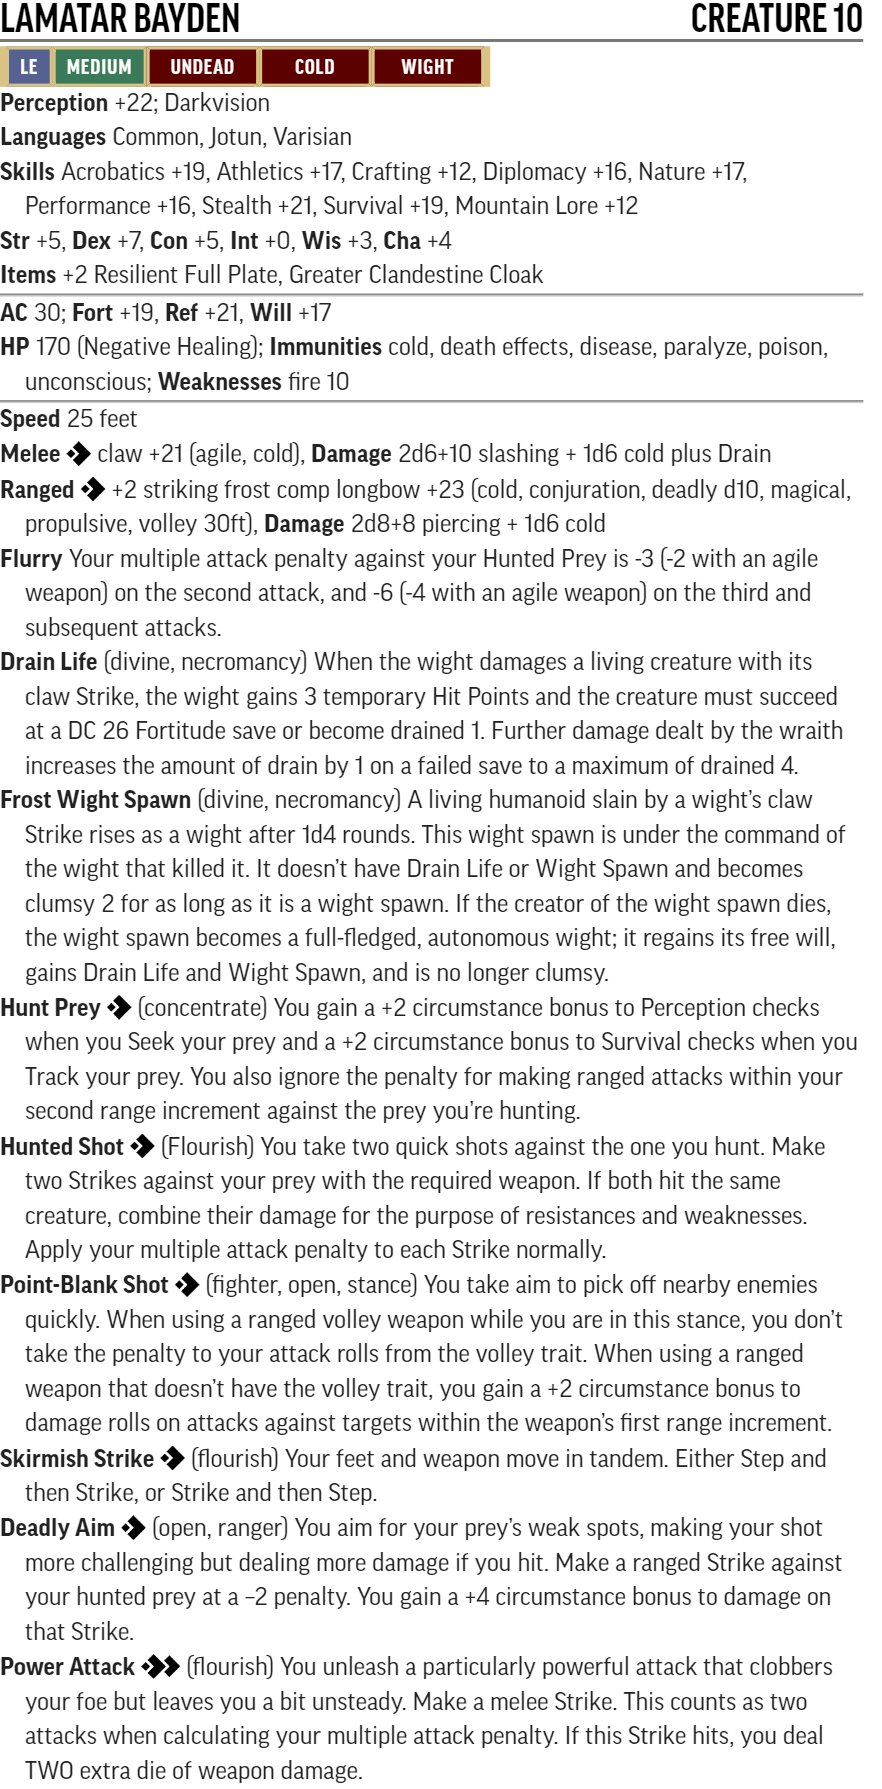 LAMATAR BAYDEN CREATURE 10
LE MEDIUM UNDEAD COLD WIGHT
Perception +22; Darkvision
Languages Common, Jotun, Varisian
Skills Acrobatics +19, Athletics +17, Crafting +12, Diplomacy +16, Nature +17,
Performance +16, Stealth +21, Survival +19, Mountain Lore +12
Str +5, Dex +7, Con +5, Int +0, Wis +3, Cha +4
Items +2 Resilient Full Plate, Greater Clandestine Cloak
AC 30; Fort +19, Ref +21, Will +17
HP 170 (Negative Healing); Immunities cold, death effects, disease, paralyze, poison,
unconscious; Weaknesses fire 10
Speed 25 feet
Melee claw +21 (agile, cold), Damage 2d6+10 slashing + 1d6 cold plus Drain
Ranged +2 striking frost comp longbow +23 (cold, conjuration, deadly d10, magical,
propulsive, volley 30ft), Damage 2d8+8 piercing + 1d6 cold
Flurry Your multiple attack penalty against your Hunted Prey is -3 (-2 with an agile
weapon) on the second attack, and -6 (-4 with an agile weapon) on the third and
subsequent attacks.
Drain Life (divine, necromancy) When the wight damages a living creature with its
claw Strike, the wight gains 3 temporary Hit Points and the creature must succeed
at a DC 26 Fortitude save or become drained 1. Further damage dealt by the wraith
increases the amount of drain by 1 on a failed save to a maximum of drained 4.
Frost Wight Spawn (divine, necromancy) A living humanoid slain by a wight's claw
Strike rises as a wight after 1d4 rounds. This wight spawn is under the command of
the wight that killed it. It doesn't have Drain Life or Wight Spawn and becomes
clumsy 2 for as long as it is a wight spawn. If the creator of the wight spawn dies,
the wight spawn becomes a full-fledged, autonomous wight; it regains its free will,
gains Drain Life and Wight Spawn, and is no longer clumsy.
Hunt Prey (concentrate) You gain a +2 circumstance bonus to Perception checks
when you Seek your prey and a +2 circumstance bonus to Survival checks when you
Track your prey. You also ignore the penalty for making ranged attacks within your
second range increment against the prey you're hunting.
Hunted Shot (Flourish) You take two quick shots against the one you hunt. Make
two Strikes against your prey with the required weapon. If both hit the same
creature, combine their damage for the purpose of resistances and weaknesses.
Apply your multiple attack penalty to each Strike normally.
Point-Blank Shot (fighter, open, stance) You take aim to pick off nearby enemies
quickly. When using a ranged volley weapon while you are in this stance, you don't
take the penalty to your attack rolls from the volley trait. When using a ranged
weapon that doesn't have the volley trait, you gain a +2 circumstance bonus to
damage rolls on attacks against targets within the weapon's first range increment.
Skirmish Strike (flourish) Your feet and weapon move in tandem. Either Step and
then Strike, or Strike and then Step.
Deadly Aim (open, ranger) You aim for your prey's weak spots, making your shot
more challenging but dealing more damage if you hit. Make a ranged Strike against
your hunted prey at a –2 penalty. You gain a +4 circumstance bonus to damage on
that Strike.
Power Attack (flourish) You unleash a particularly powerful attack that clobbers
your foe but leaves you a bit unsteady. Make a melee Strike. This counts as two
attacks when calculating your multiple attack penalty. If this Strike hits, you deal
TWO extra die of weapon damage.